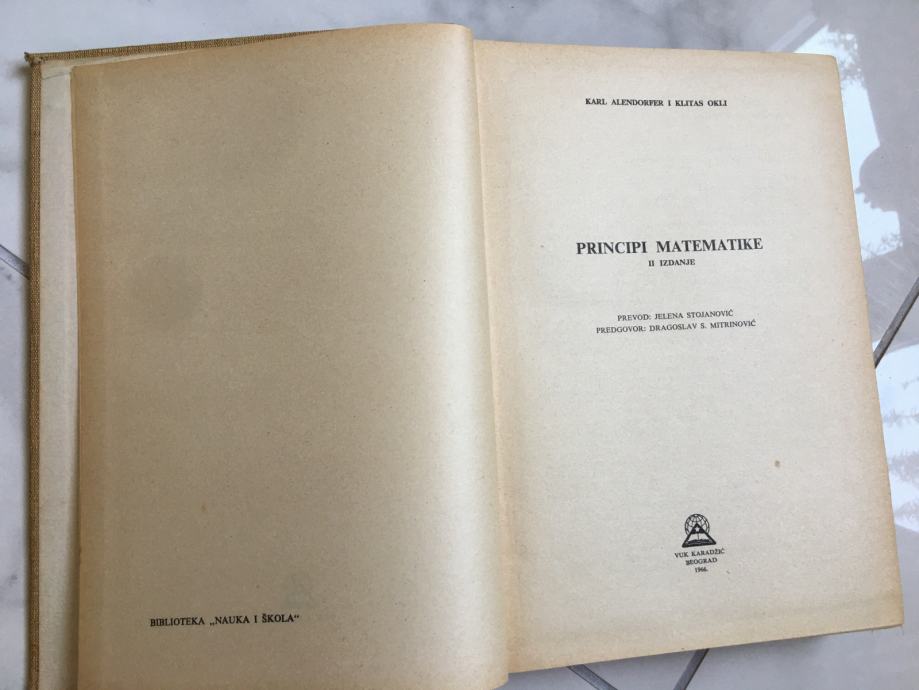 BIBLIOTEKA „NAUKA I ŠKOLA“
KARL ALENDORFER I KLITAS OKLI
PRINCIPI MATEMATIKE
II IZDANJE
PREVOD: JELENA STOJANOVIĆ
PREDGOVOR: DRAGOSLAV S. MITRINOVIĆ
VUK KARADŽIĆ
BEOGRAD
1966.